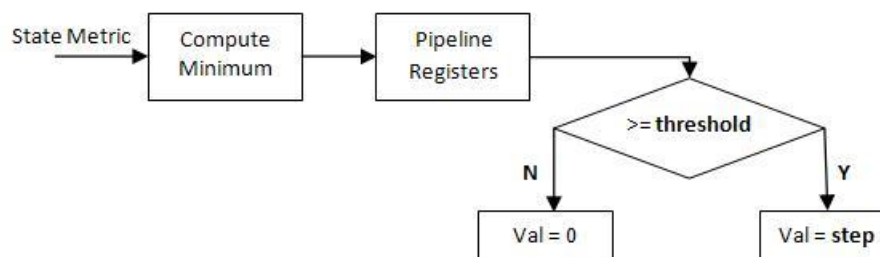 State Metric
Compute
Minimum
Pipeline
Registers
>= threshold
N
Y
Val = 0
Val = step